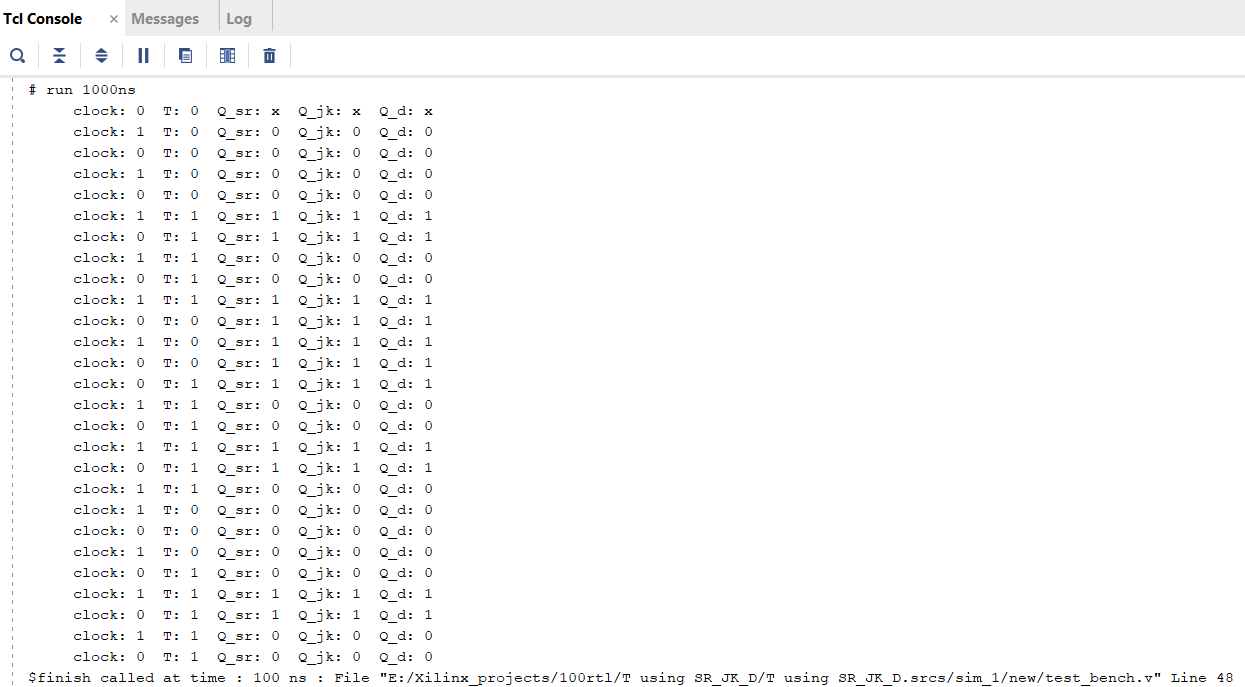 Tcl Console × Messages Log
# run 1000ns
clock: 0 T: 0 Q_sr: x Q_jk: x Q_d: x
clock: 1 T: 0 Q_sr: 0 Q_jk: 0 Q_d: 0
clock: 0 T: 0 Q_sr: 0 Q_jk: 0 Q_d: 0
clock: 1 T: 0 Q_sr: 0 Q_jk: 0 Q_d: 0
clock: 0 T: 0 Q_sr: 0 Q_jk: 0 Q_d: 0
clock: 1 T: 1 Q_sr: 1 Q_jk: 1 Q_d: 1
clock: 0 T: 1 Q_sr: 1 Q_jk: 1 Q_d: 1
clock: 1 T: 1 Q_sr: 0 Q_jk: 0 Q_d: 0
clock: 0 T: 1 Q_sr: 0 Q_jk: 0 Q_d: 0
clock: 1 T: 1 Q_sr: 1 Q_jk: 1 Q_d: 1
clock: 0 T: 0 Q_sr: 1 Q_jk: 1 Q_d: 1
clock: 1 T: 0 Q_sr: 1 Q_jk: 1 Q_d: 1
clock: 0 T: 0 Q_sr: 1 Q_jk: 1 Q_d: 1
clock: 0 T: 1 Q_sr: 1 Q_jk: 1 Q_d: 1
clock: 1 T: 1 Q_sr: 0 Q_jk: 0 Q_d: 0
clock: 0 T: 1 Q_sr: 0 Q_jk: 0 Q_d: 0
clock: 1 T: 1 Q_sr: 1 Q_jk: 1 Q_d: 1
clock: 0 T: 1 Q_sr: 1 Q_jk: 1 Q_d: 1
clock: 1 T: 1 Q_sr: 0 Q_jk: 0 Q_d: 0
clock: 1 T: 0 Q_sr: 0 Q_jk: 0 Q_d: 0
clock: 0 T: 0 Q_sr: 0 Q_jk: 0 Q_d: 0
clock: 1 T: 0 Q_sr: 0 Q_jk: 0 Q_d: 0
clock: 0 T: 1 Q_sr: 0 Q_jk: 0 Q_d: 0
clock: 1 T: 1 Q_sr: 1 Q_jk: 1 Q_d: 1
clock: 0 T: 1 Q_sr: 1 Q_jk: 1 Q_d: 1
clock: 1 T: 1 Q_sr: 0 Q_jk: 0 Q_d: 0
clock: 0 T: 1 Q_sr: 0 Q_jk: 0 Q_d: 0
$finish called at time : 100 ns : File "E:/Xilinx_projects/100rtl/T using SR_JK_D/T using SR_JK_D.srcs/sim_1/new/test_bench.v" Line 48